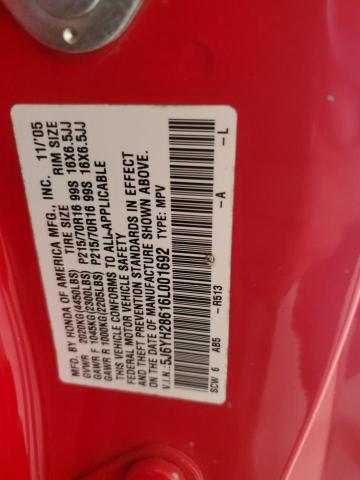 MFD. BY HONDA OF AMERICA MFG., INC. 11/'05
TIRE SIZE RIM SIZE
GVWR 2020KG (4450LBS)
GAWR F 1045KG (2300LBS) P215/70R16 99S 16X6.5JJ
GAWR R 1000KG (2205LBS) P215/70R16 99S 16X6.5JJ
THIS VEHICLE CONFORMS TO ALL APPLICABLE
FEDERAL MOTOR VEHICLE SAFETY
AND THEFT PREVENTION STANDARDS IN EFFECT
ON THE DATE OF MANUFACTURE SHOWN ABOVE.
V.I.N.: 5J6YH28616L001692 TYPE: MPV
SCW 6 AB5 -R513 -A -L